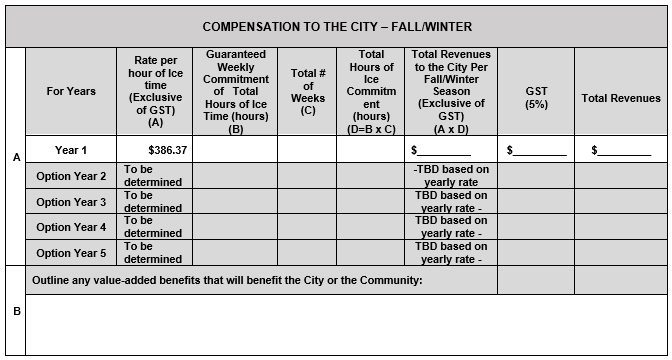 COMPENSATION TO THE CITY – FALL/WINTER
A
For Years
Rate per
hour of Ice
time
(Exclusive
of GST)
(A)
Guaranteed
Weekly
Commitment
of Total
Hours of Ice
Time (hours)
(B)
Total #
of
Weeks
(C)
Total
Hours of
Ice
Commitm
ent
(hours)
(D=B x C)
Total Revenues
to the City Per
Fall/Winter
Season
(Exclusive of
GST)
(A x D)
GST
(5%)
Total Revenues
Year 1 $386.37 $_________ $_________ $_________
Option Year 2
To be
determined
-TBD based on
yearly rate
Option Year 3
To be
determined
TBD based on
yearly rate -
Option Year 4
To be
determined
TBD based on
yearly rate -
Option Year 5
To be
determined
TBD based on
yearly rate -
B
Outline any value-added benefits that will benefit the City or the Community: